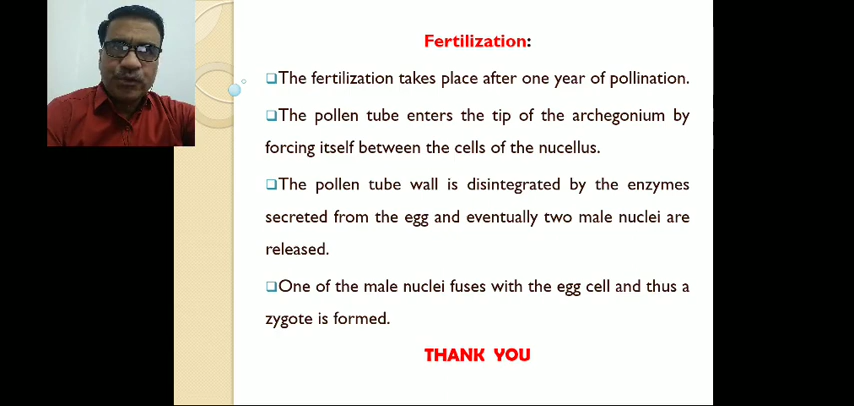 Fertilization:
The fertilization takes place after one year of pollination.
The pollen tube enters the tip of the archegonium by
forcing itself between the cells of the nucellus.
The pollen tube wall is disintegrated by the enzymes
secreted from the egg and eventually two male nuclei are
released.
One of the male nuclei fuses with the egg cell and thus a
zygote is formed.
THANK YOU